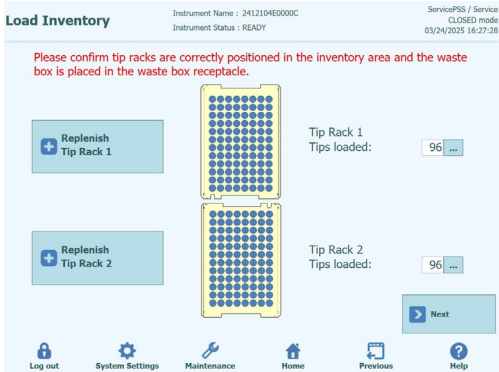 Load Inventory
Instrument Name : 2412104E0000C
Instrument Status : READY
ServicePSS / Service
CLOSED mode
03/24/2025 16:27:28
Please confirm tip racks are correctly positioned in the inventory area and the waste
box is placed in the waste box receptacle.
Replenish
Tip Rack 1
Tip Rack 1
Tips loaded:
96 ...
Replenish
Tip Rack 2
Tip Rack 2
Tips loaded:
96 ...
Next
Log out
System Settings
Maintenance
Home
Previous
Help